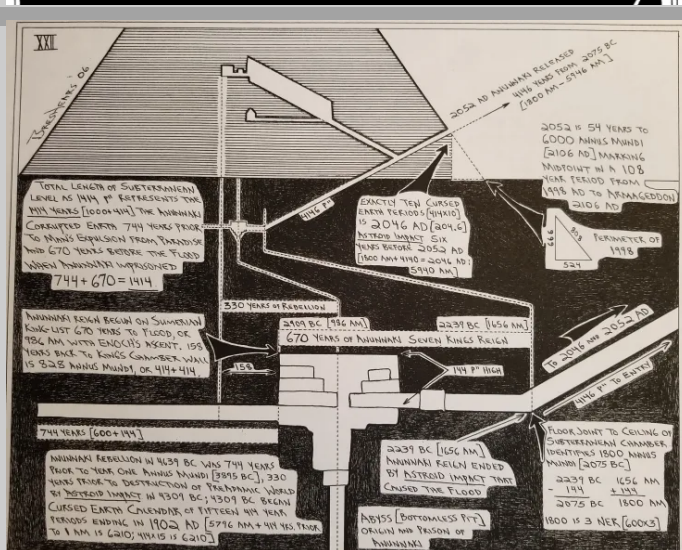 XXII
BRESHEARS '06
2052 AD ANUNNAKI RELEASED
4146 YEARS FROM 2075 BC
[1800 AM - 5946 AM]
2052 IS 54 YEARS TO
6000 ANNUS MUNDI
[2106 AD] MARKING
MIDPOINT IN A 108
YEAR PERIOD FROM
1998 AD TO ARMAGEDDON
2106 AD
TOTAL LENGTH OF SUBTERRANEAN
LEVEL AS 1414 P" REPRESENTS THE
1414 YEARS [1000+414] THE ANUNNAKI
CORRUPTED EARTH 744 YEARS PRIOR
TO MANS EXPULSION FROM PARADISE
AND 670 YEARS BEFORE THE FLOOD
WHEN ANUNNAKI IMPRISONED
744 + 670 = 1414
4146 P"
EXACTLY TEN CURSED
EARTH PERIODS [414X10]
IS 2046 AD [2046]
ASTROID IMPACT SIX
YEARS BEFORE 2052 AD
[1800 AM + 4140 = 2046 AD:
5940 AM]
666
808
524
PERIMETER OF
1998
330 YEARS OF REBELLION
2909 BC [986 AM]
2239 BC [1656 AM]
670 YEARS OF ANUNNAKI SEVEN KINGS REIGN
ANUNNAKI REIGN BEGUN ON SUMERIAN
KING-LIST 670 YEARS TO FLOOD OR
986 AM WITH ENOCH'S ASCENT. 158
YEARS BACK TO KINGS CHAMBER WALL
IS 828 ANNUS MUNDI, OR 414+414
158
144 P" HIGH
TO 2046 AND 2052 AD
4146 P" TO ENTRY
744 YEARS [600+144]
ANUNNAKI REBELLION IN 4639 BC WAS 744 YEARS
PRIOR TO YEAR ONE ANNUS MUNDI [3895 BC], 330
YEARS PRIOR TO DESTRUCTION OF PREADAMIC WORLD
BY ASTROID IMPACT IN 4309 BC; 4309 BC BEGAN
CURSED EARTH CALENDAR OF FIFTEEN 414 YEAR
PERIODS ENDING IN 1902 AD [5796 AM + 414 YRS. PRIOR
TO 1 AM IS 6210; 414X15 IS 6210]
2239 BC [1656 AM]
ANUNNAKI REIGN ENDED
BY ASTROID IMPACT THAT
CAUSED THE FLOOD
ABYSS [BOTTOMLESS PIT]
ORIGIN AND PRISON OF
ANUNNAKI
FLOOR JOINT TO CEILING OF
SUBTERRANEAN CHAMBER
IDENTIFIES 1800 ANNUS
MUNDI [2075 BC]
2239 BC 1656 AM
- 144 + 144
2075 BC 1800 AM
1800 IS 3 NER [600X3]